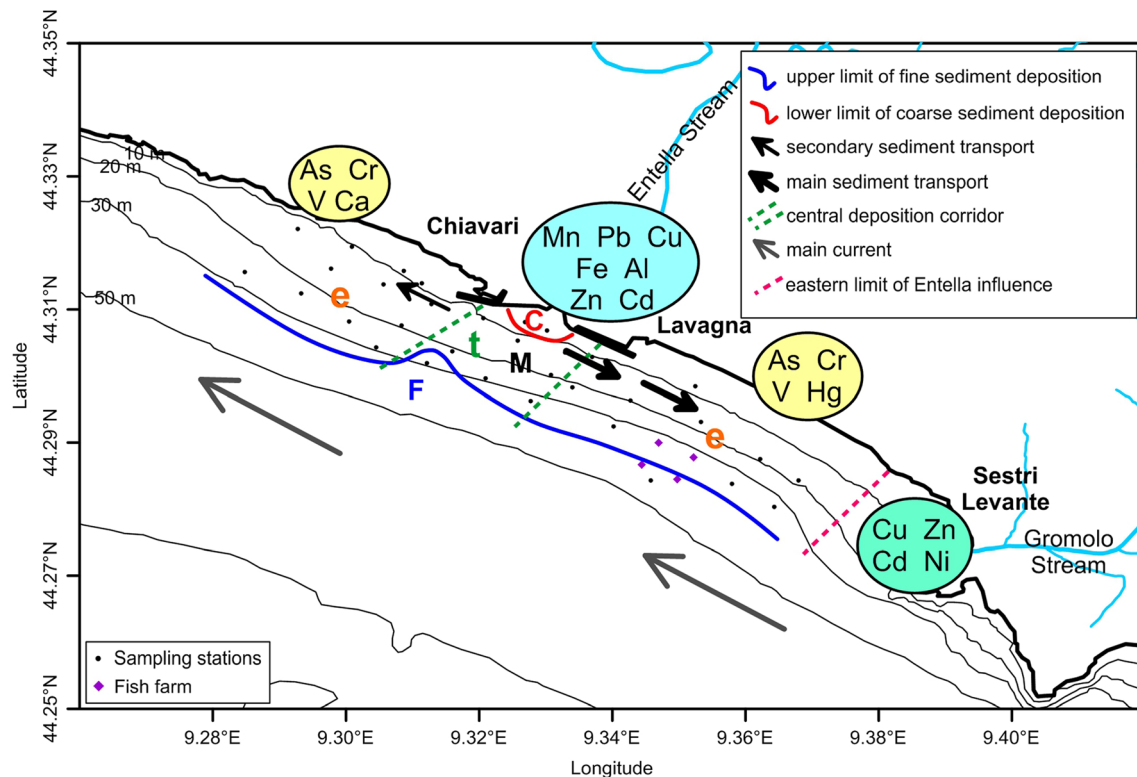 44.35°N
44.33°N
44.31°N
44.29°N
44.27°N
44.25°N
Latitude
10 m
20 m
30 m
50 m
As Cr
V Ca
Chiavari
Entella Stream
Mn Pb Cu
Fe Al
Zn Cd
Lavagna
As Cr
V Hg
e
C
t
M
F
e
Sestri
Levante
Cu Zn
Cd Ni
Gromolo
Stream
upper limit of fine sediment deposition
lower limit of coarse sediment deposition
secondary sediment transport
main sediment transport
central deposition corridor
main current
eastern limit of Entella influence
Sampling stations
Fish farm
9.28°E 9.30°E 9.32°E 9.34°E 9.36°E 9.38°E 9.40°E
Longitude